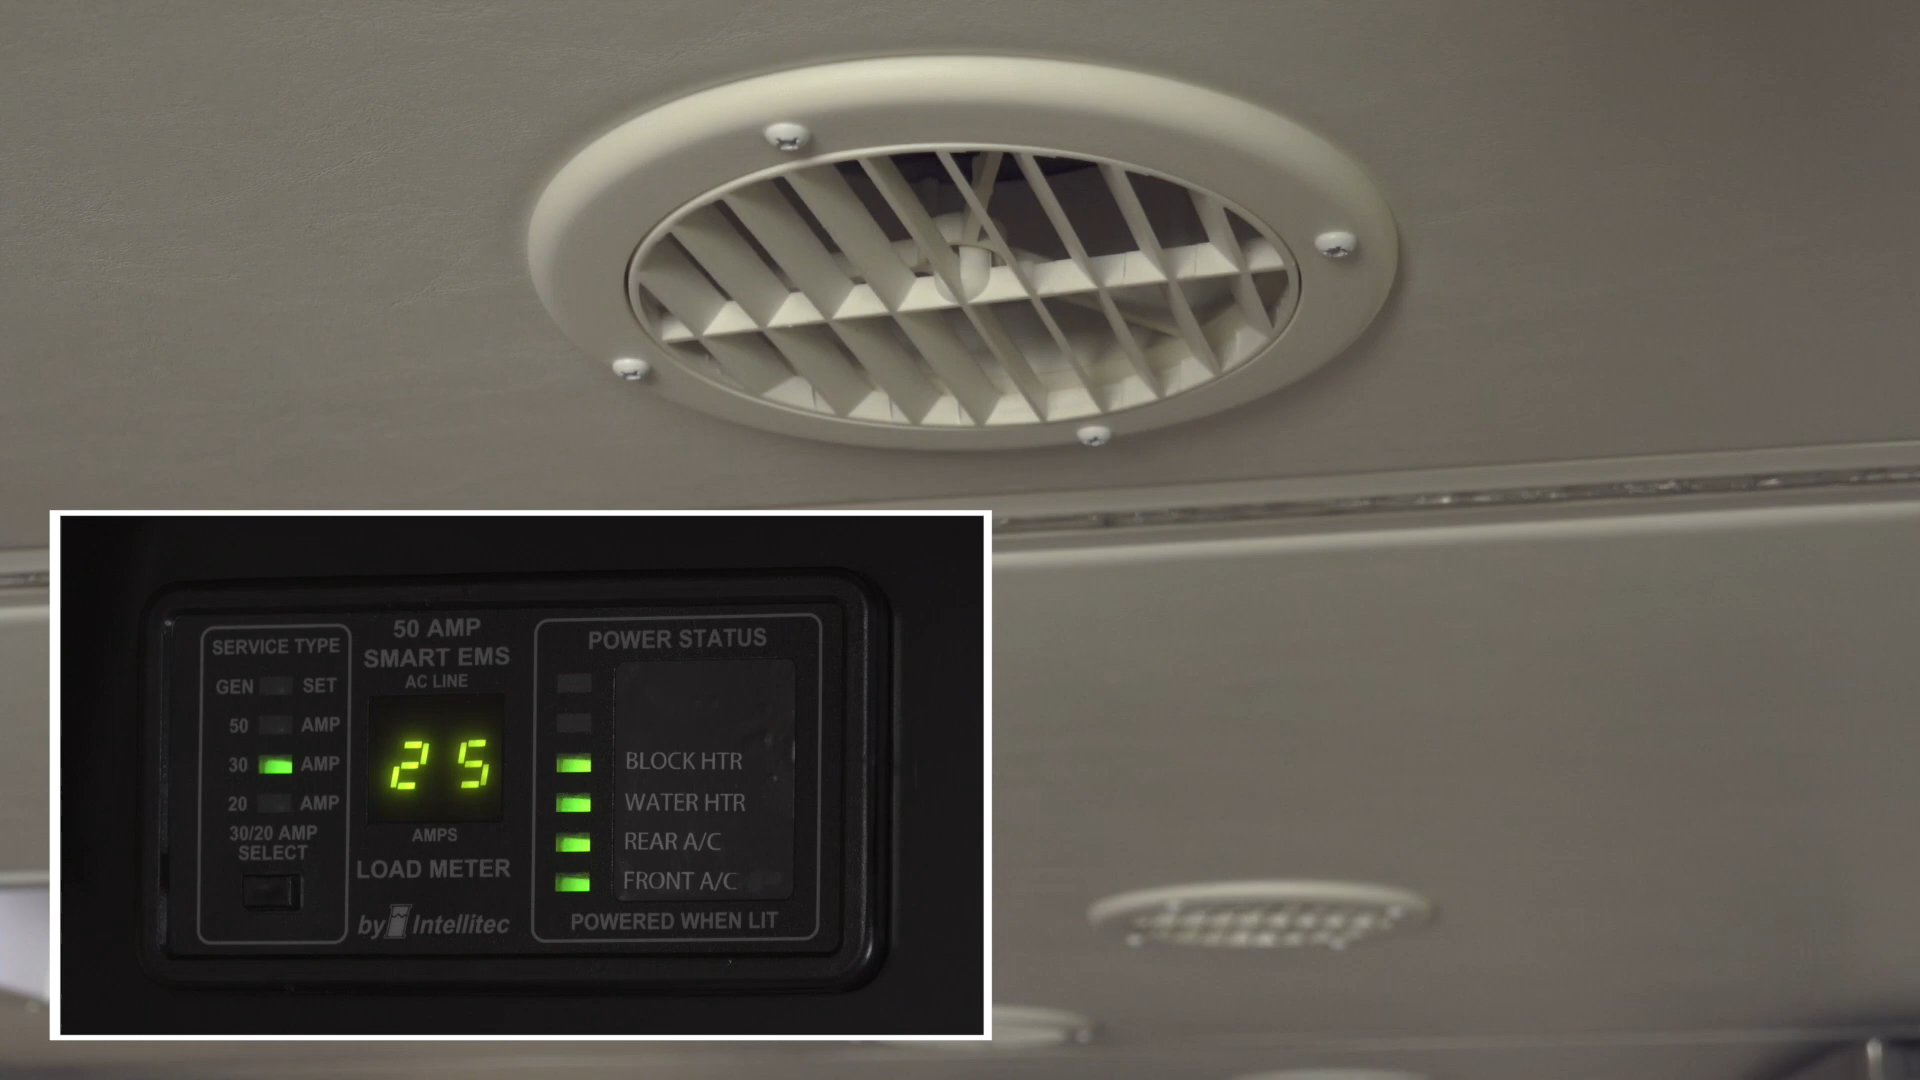 SERVICE TYPE
GEN SET
50 AMP
30 AMP
20 AMP
30/20 AMP
SELECT
50 AMP
SMART EMS
AC LINE
25
AMPS
LOAD METER
by Intellitec
POWER STATUS
BLOCK HTR
WATER HTR
REAR A/C
FRONT A/C
POWERED WHEN LIT